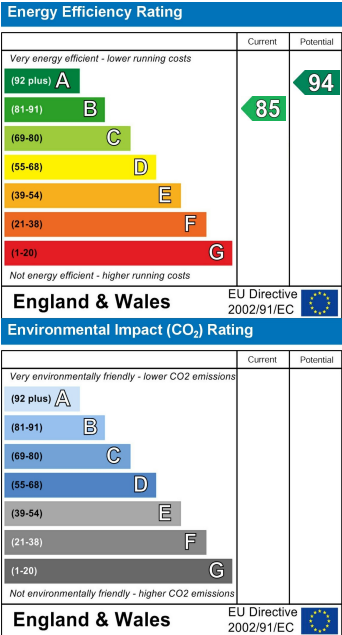 Energy Efficiency Rating
Current Potential
Very energy efficient - lower running costs
(92 plus) A
94
(81-91) B
85
(69-80) C
(55-68) D
(39-54) E
(21-38) F
(1-20) G
Not energy efficient - higher running costs
England & Wales
EU Directive
2002/91/EC
Environmental Impact (CO₂) Rating
Current Potential
Very environmentally friendly - lower CO2 emissions
(92 plus) A
(81-91) B
(69-80) C
(55-68) D
(39-54) E
(21-38) F
(1-20) G
Not environmentally friendly - higher CO2 emissions
England & Wales
EU Directive
2002/91/EC